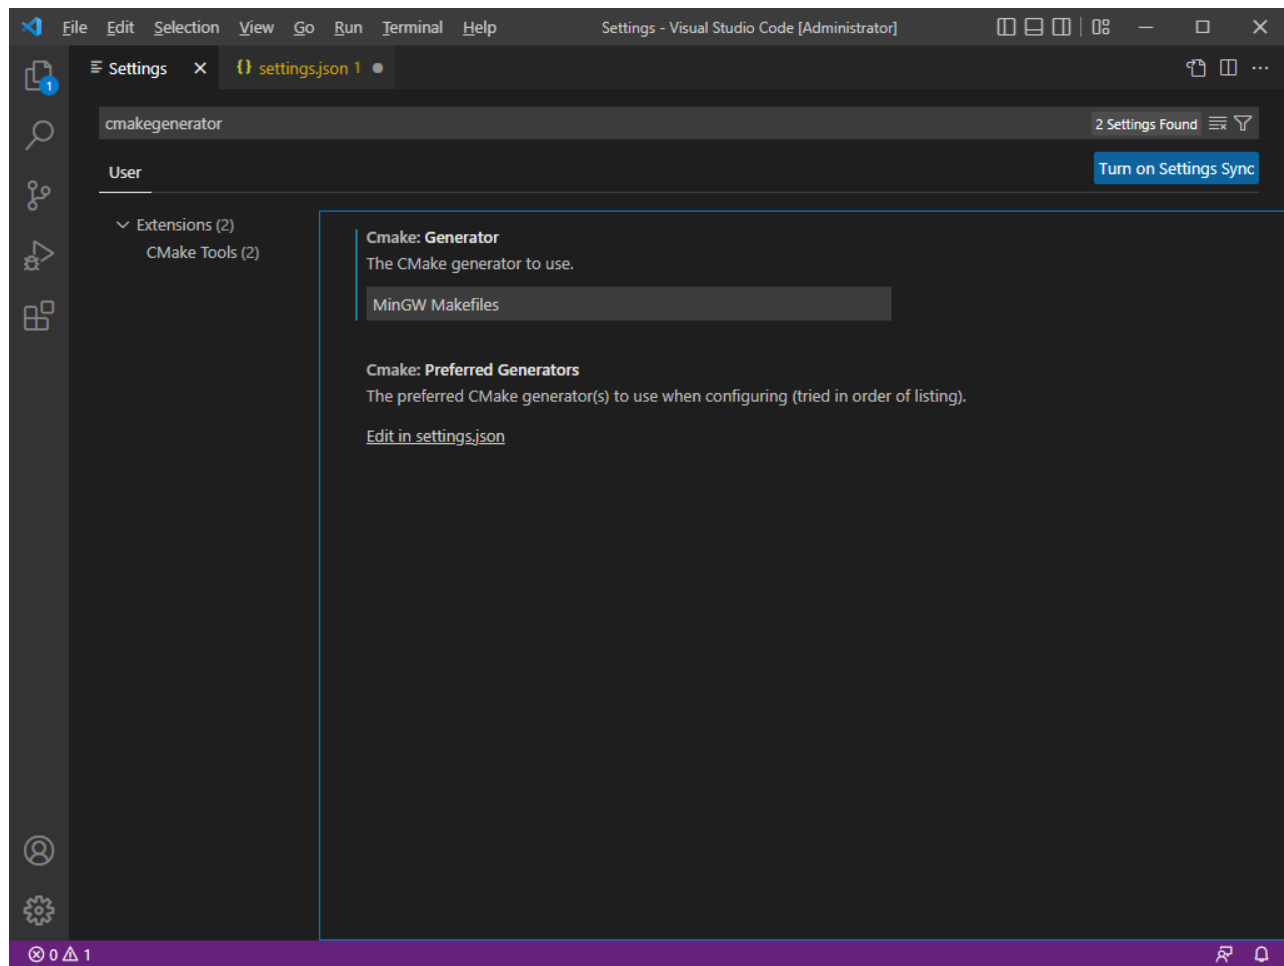 File Edit Selection View Go Run Terminal Help Settings - Visual Studio Code [Administrator]
Settings settings.json 1
1
cmakegenerator 2 Settings Found
User Turn on Settings Sync
Extensions (2)
CMake Tools (2)
Cmake: Generator
The CMake generator to use.
MinGW Makefiles
Cmake: Preferred Generators
The preferred CMake generator(s) to use when configuring (tried in order of listing).
Edit in settings.json
0 1